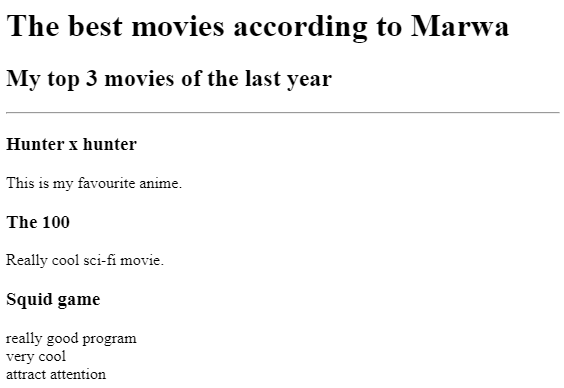 The best movies according to Marwa
My top 3 movies of the last year
Hunter x hunter
This is my favourite anime.
The 100
Really cool sci-fi movie.
Squid game
really good program
very cool
attract attention